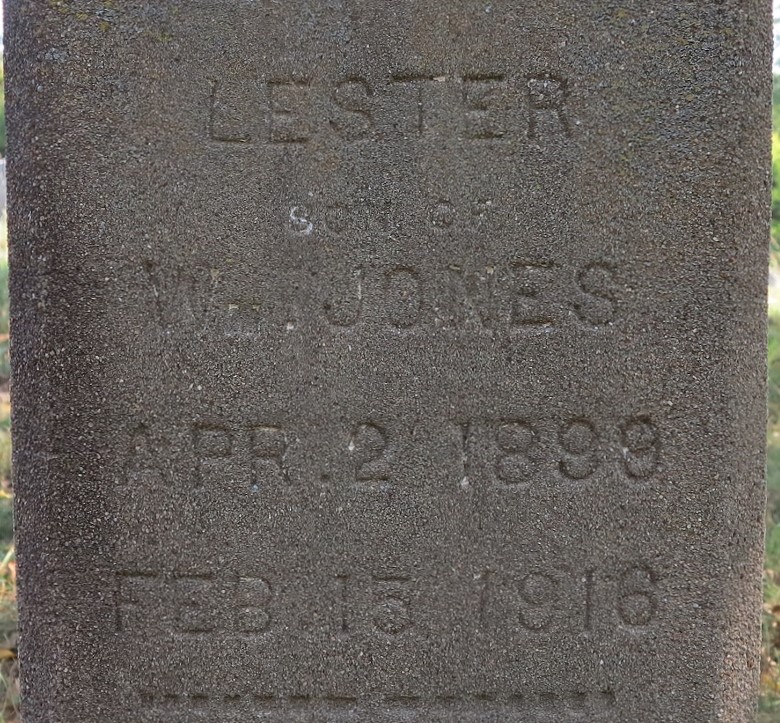 LESTER
SON OF
JONES
APR. 2 1899
FEB. 15 1916